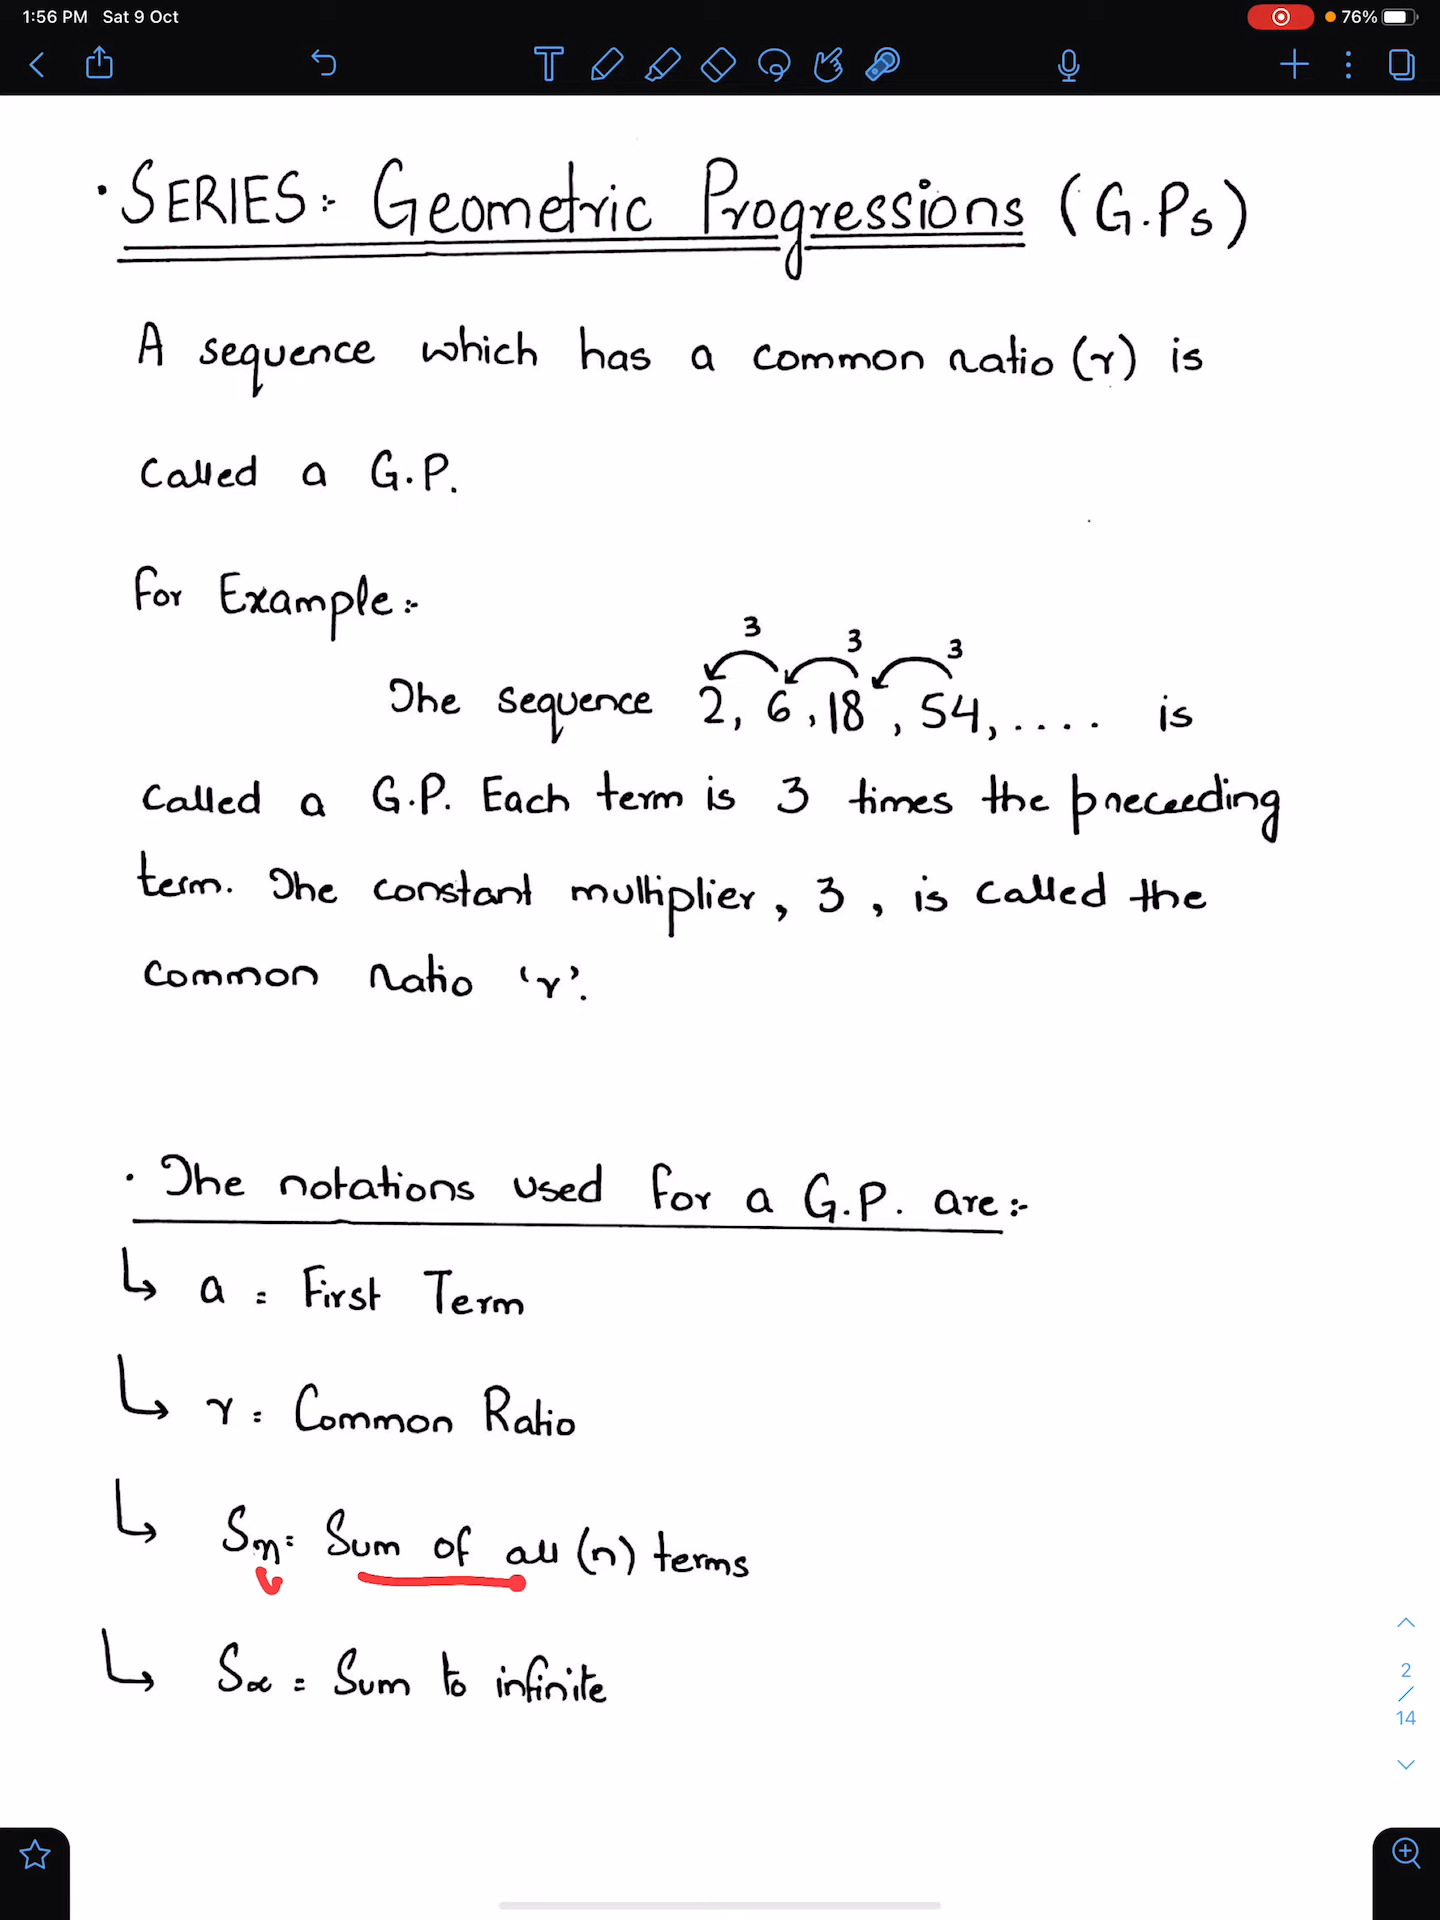 1:56 PM Sat 9 Oct 76%
• SERIES:- Geometric Progressions (G.Ps)
A sequence which has a common ratio (r) is
called a G.P.
For Example:-
3 3 3
The sequence 2, 6, 18, 54, .... is
called a G.P. Each term is 3 times the preceeding
term. The constant multiplier, 3, is called the
common ratio 'r'.
• The notations used for a G.P. are:-
↳ a = First Term
↳ r = Common Ratio
↳ Sn = Sum of all (n) terms
↳ S∝ = Sum to infinite
2
/
14